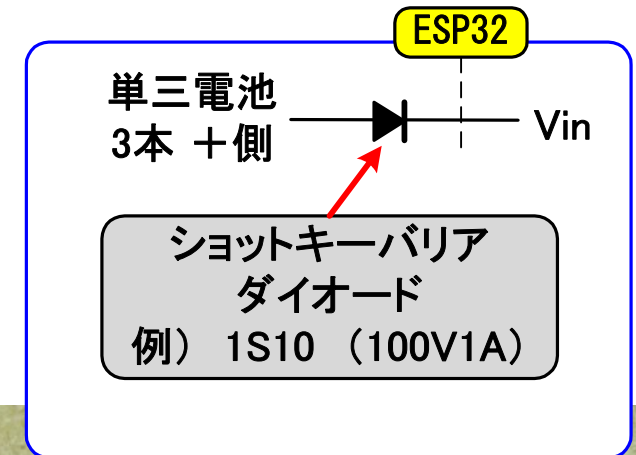 ESP32
単三電池
3本 ＋側
Vin
ショットキーバリア
ダイオード
例） 1S10 （100V1A）